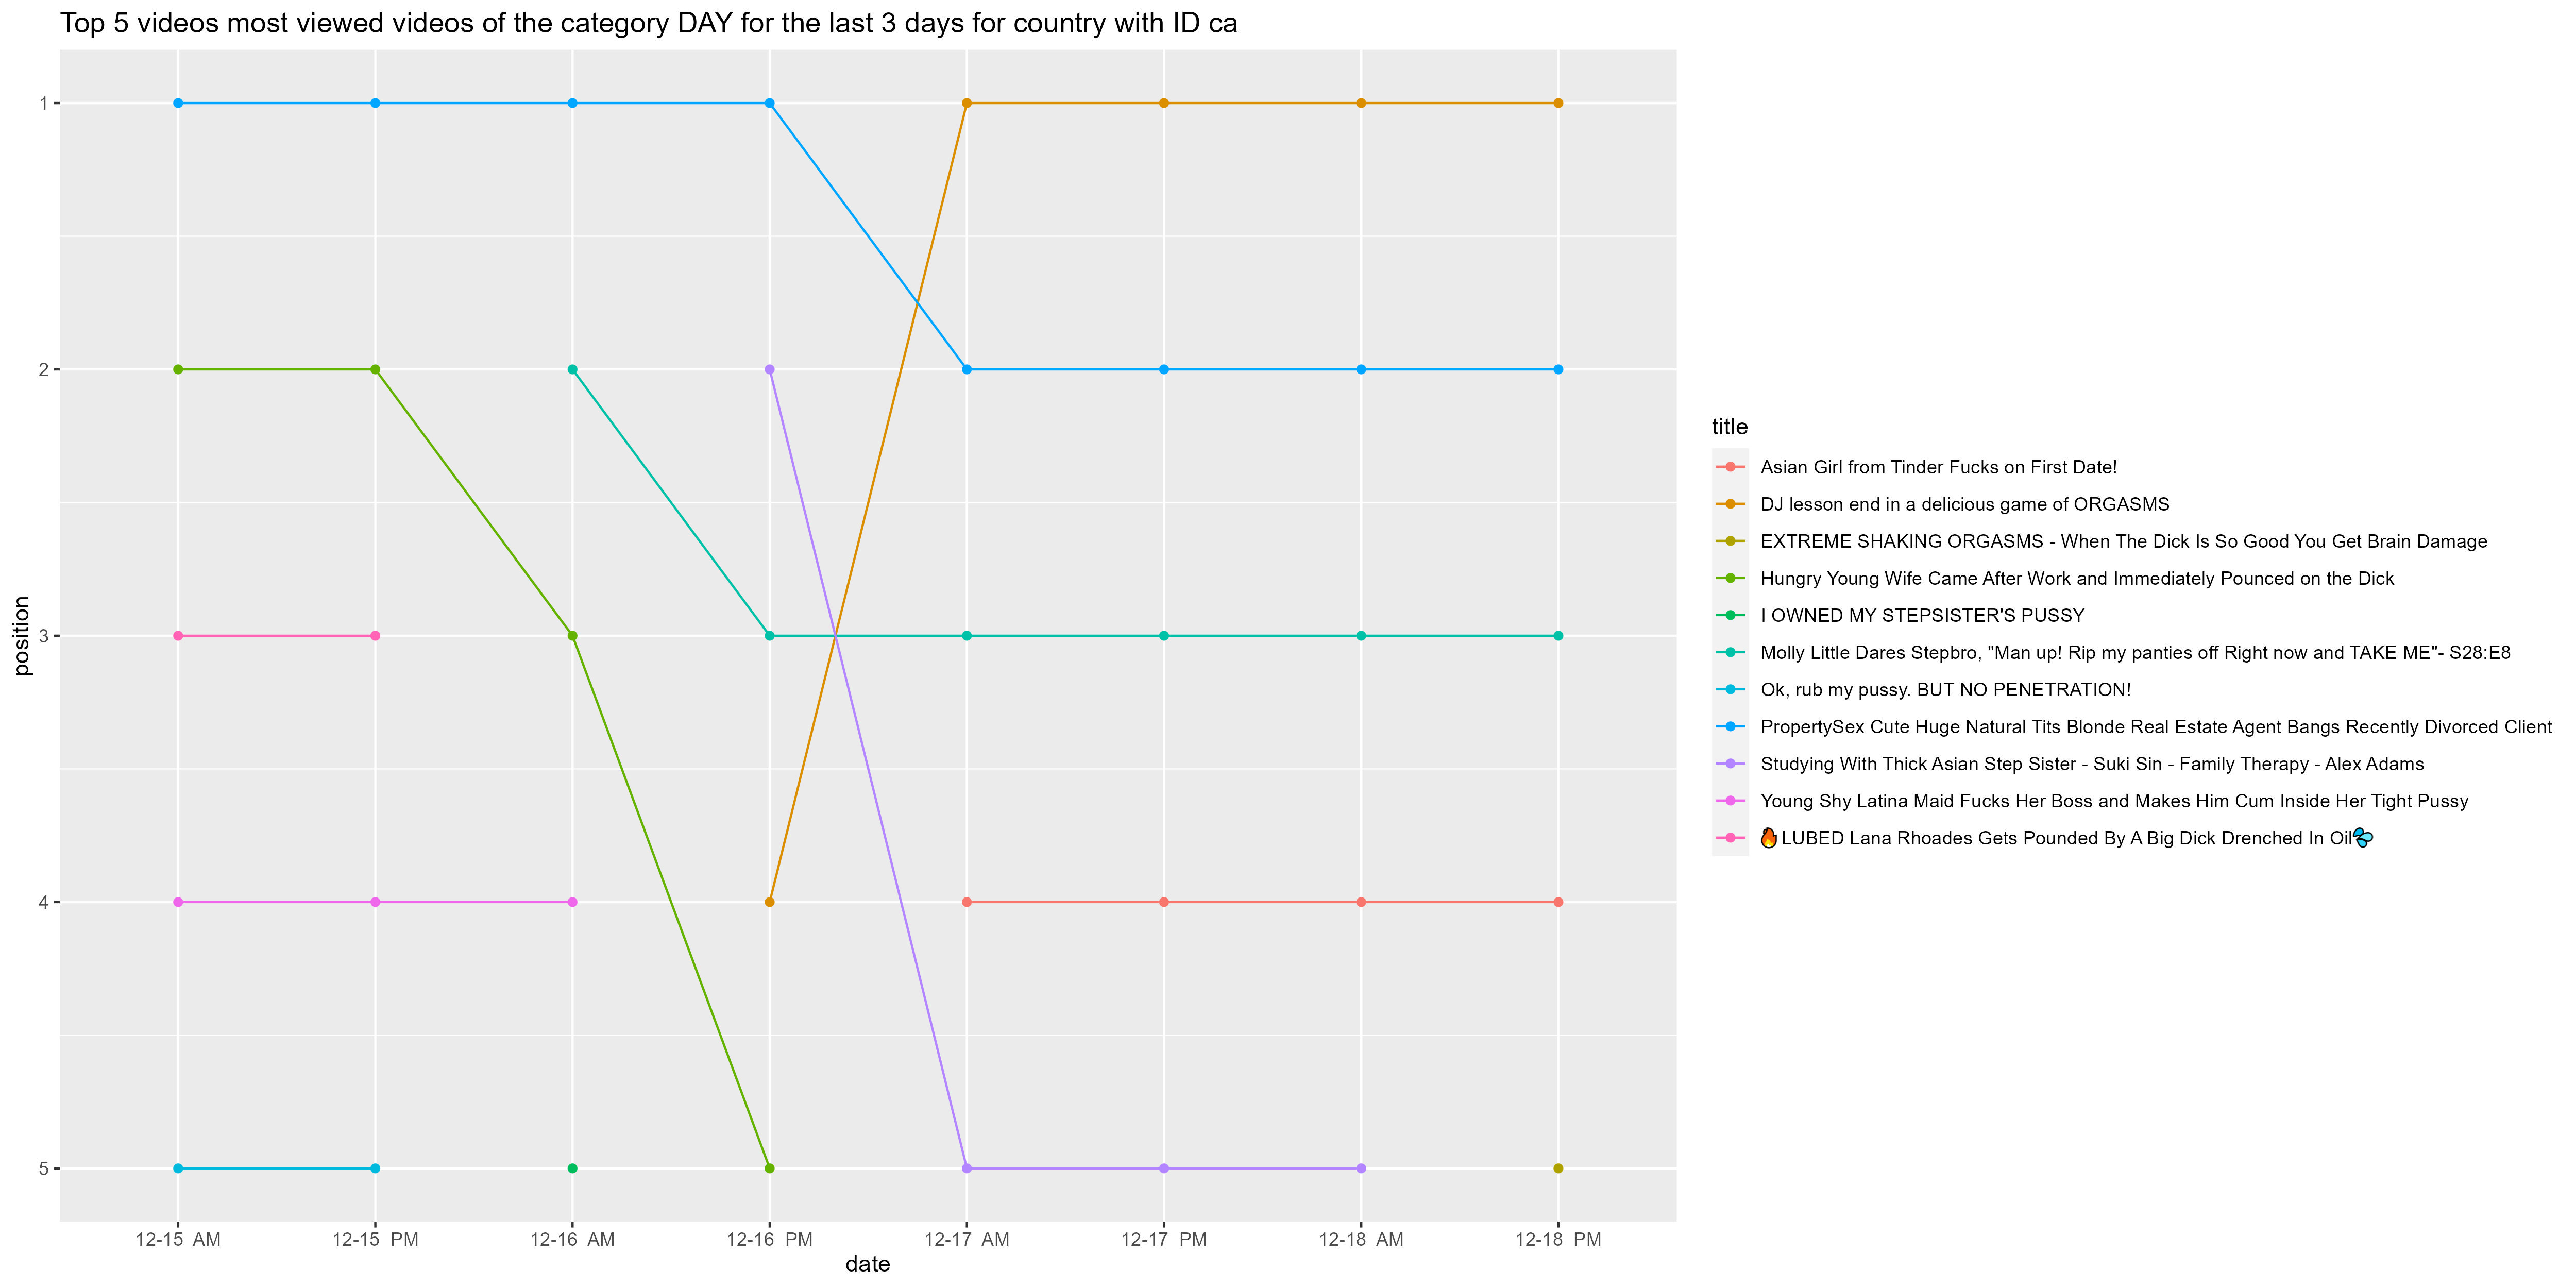 Top 5 videos most viewed videos of the category DAY for the last 3 days for country with ID ca
position
1
2
3
4
5
12-15 AM
12-15 PM
12-16 AM
12-16 PM
12-17 AM
12-17 PM
12-18 AM
12-18 PM
date
title
Asian Girl from Tinder Fucks on First Date!
DJ lesson end in a delicious game of ORGASMS
EXTREME SHAKING ORGASMS - When The Dick Is So Good You Get Brain Damage
Hungry Young Wife Came After Work and Immediately Pounced on the Dick
I OWNED MY STEPSISTER'S PUSSY
Molly Little Dares Stepbro, "Man up! Rip my panties off Right now and TAKE ME"- S28:E8
Ok, rub my pussy. BUT NO PENETRATION!
PropertySex Cute Huge Natural Tits Blonde Real Estate Agent Bangs Recently Divorced Client
Studying With Thick Asian Step Sister - Suki Sin - Family Therapy - Alex Adams
Young Shy Latina Maid Fucks Her Boss and Makes Him Cum Inside Her Tight Pussy
🔥LUBED Lana Rhoades Gets Pounded By A Big Dick Drenched In Oil💦